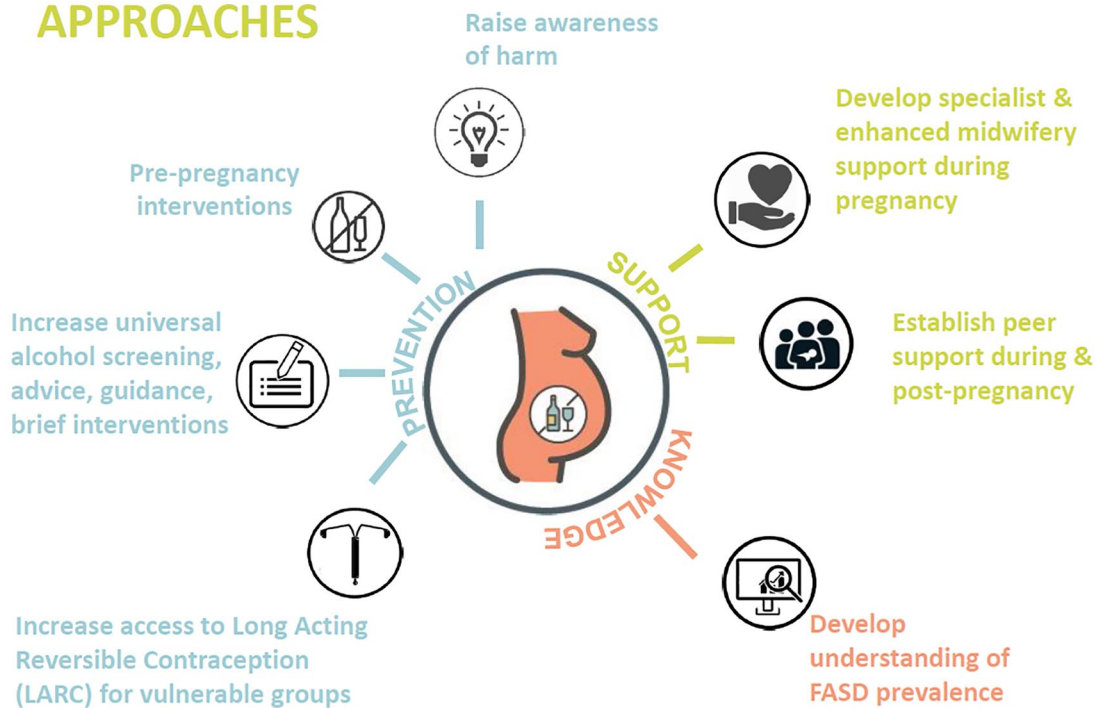 APPROACHES
Raise awareness
of harm
Pre-pregnancy
interventions
Increase universal
alcohol screening,
advice, guidance,
brief interventions
Increase access to Long Acting
Reversible Contraception
(LARC) for vulnerable groups
PREVENTION
SUPPORT
Develop specialist &
enhanced midwifery
support during
pregnancy
Establish peer
support during &
post-pregnancy
KNOWLEDGE
Develop
understanding of
FASD prevalence